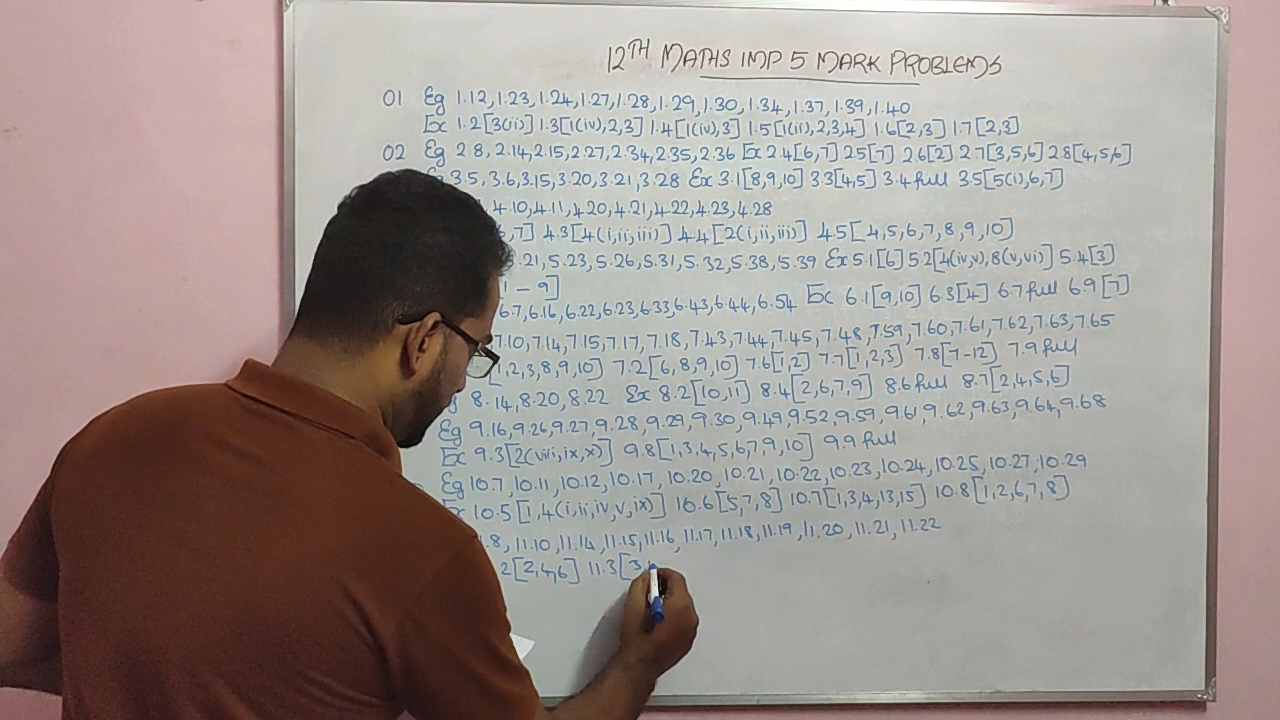 12TH MATHS IMP 5 MARK PROBLEMS
01 Eg 1.12, 1.23, 1.24, 1.27, 1.28, 1.29, 1.30, 1.34, 1.37, 1.39, 1.40
Ex 1.2[3(ii)] 1.3[1(iv),2,3] 1.4[1(iv),3] 1.5[1(ii),2,3,4] 1.6[2,3] 1.7[2,3]
02 Eg 2.8, 2.14, 2.15, 2.27, 2.34, 2.35, 2.36 Ex 2.4[6,7] 2.5[7] 2.6[2] 2.7[3,5,6] 2.8[4,5,6]
Eg 3.5, 3.6, 3.15, 3.20, 3.21, 3.28 Ex 3.1[8,9,10] 3.3[4,5] 3.4 full 3.5[5(i),6,7]
4.10, 4.11, 4.20, 4.21, 4.22, 4.23, 4.28
,7] 4.3[4(i,ii,iii)] 4.4[2(i,ii,iii)] 4.5[4,5,6,7,8,9,10]
.21, 5.23, 5.26, 5.31, 5.32, 5.38, 5.39 Ex 5.1[6] 5.2[4(iv,v), 8(v,vi)] 5.4[3]
1 - 9]
6.7, 6.16, 6.22, 6.23, 6.33, 6.43, 6.44, 6.54 Ex 6.1[9,10] 6.3[4] 6.7 full 6.9[7]
7.10, 7.14, 7.15, 7.17, 7.18, 7.43, 7.44, 7.45, 7.48, 7.59, 7.60, 7.61, 7.62, 7.63, 7.65
1,2,3,8,9,10] 7.2[6,8,9,10] 7.6[1,2] 7.7[1,2,3] 7.8[7-12] 7.9 full
8.14, 8.20, 8.22 Ex 8.2[10,11] 8.4[2,6,7,9] 8.6 full 8.7[2,4,5,6]
Eg 9.16, 9.26, 9.27, 9.28, 9.29, 9.30, 9.49, 9.52, 9.59, 9.61, 9.62, 9.63, 9.64, 9.68
Ex 9.3[2(viii,ix,x)] 9.8[1,3,4,5,6,7,9,10] 9.9 full
Eg 10.7, 10.11, 10.12, 10.17, 10.20, 10.21, 10.22, 10.23, 10.24, 10.25, 10.27, 10.29
Ex 10.5[1,4(i,ii,iv,v,ix)] 10.6[5,7,8] 10.7[1,3,4,13,15] 10.8[1,2,6,7,8]
.8, 11.10, 11.14, 11.15, 11.16, 11.17, 11.18, 11.19, 11.20, 11.21, 11.22
2[2,4,6] 11.3[3,